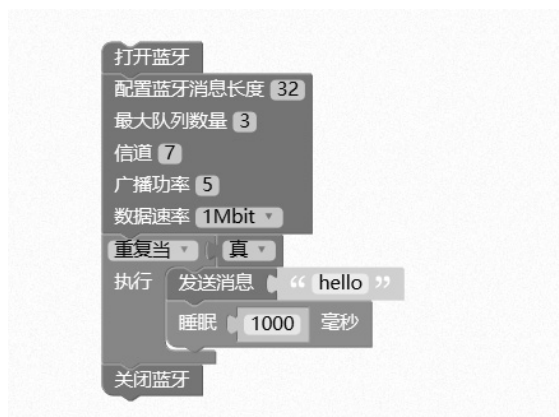 打开蓝牙
配置蓝牙消息长度 32
最大队列数量 3
信道 7
广播功率 5
数据速率 1Mbit
重复当 真
执行 发送消息 “ hello ”
睡眠 1000 毫秒
关闭蓝牙